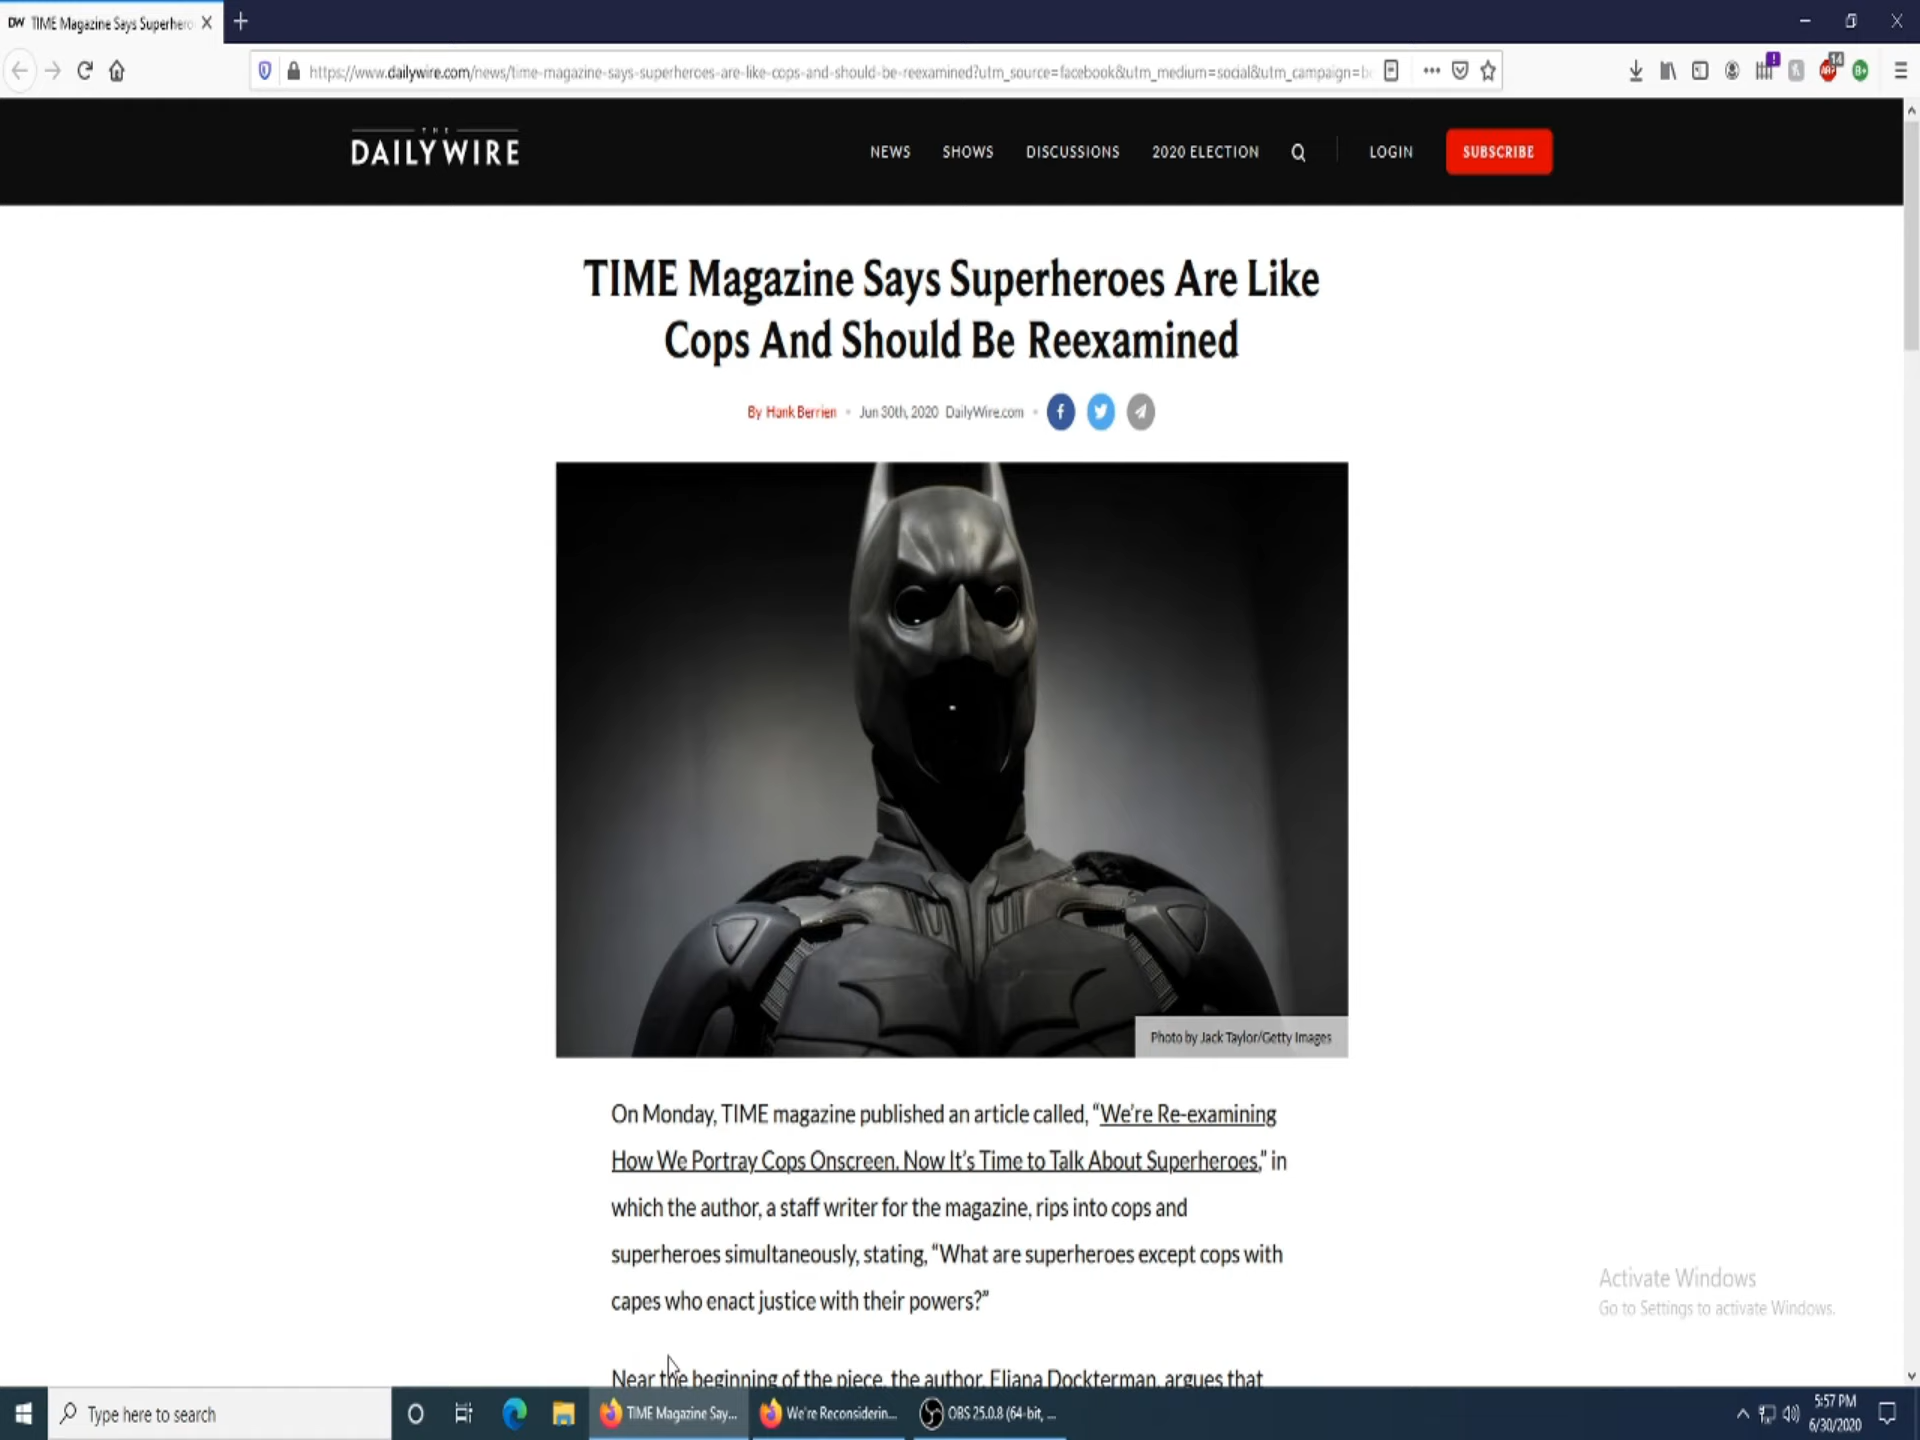 DW TIME Magazine Says Superhero
https://www.dailywire.com/news/time-magazine-says-superheroes-are-like-cops-and-should-be-reexamined?utm_source=facebook&utm_medium=social&utm_campaign=b
14
THE
DAILY WIRE
NEWS SHOWS DISCUSSIONS 2020 ELECTION LOGIN SUBSCRIBE
TIME Magazine Says Superheroes Are Like
Cops And Should Be Reexamined
By Hank Berrien • Jun 30th, 2020 DailyWire.com •
Photo by Jack Taylor/Getty Images
On Monday, TIME magazine published an article called, “We’re Re-examining
How We Portray Cops Onscreen. Now It’s Time to Talk About Superheroes,” in
which the author, a staff writer for the magazine, rips into cops and
superheroes simultaneously, stating, “What are superheroes except cops with
capes who enact justice with their powers?”
Near the beginning of the piece, the author, Eliana Dockterman, argues that
Activate Windows
Go to Settings to activate Windows.
Type here to search
TIME Magazine Say...
We're Reconsiderin...
OBS 25.0.8 (64-bit, ...
5:57 PM
6/30/2020